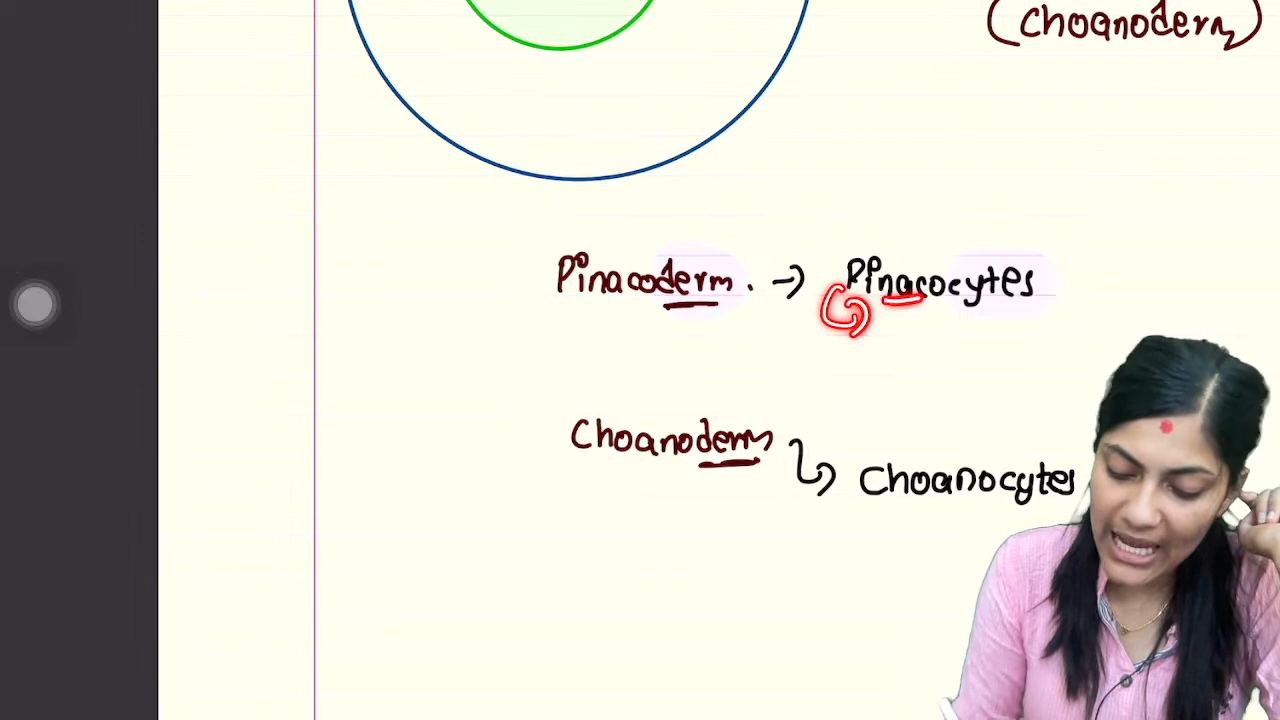 (Choanoderm)
Pinacoderm. → Pinacocytes
Choanoderm
↳ Choanocytes